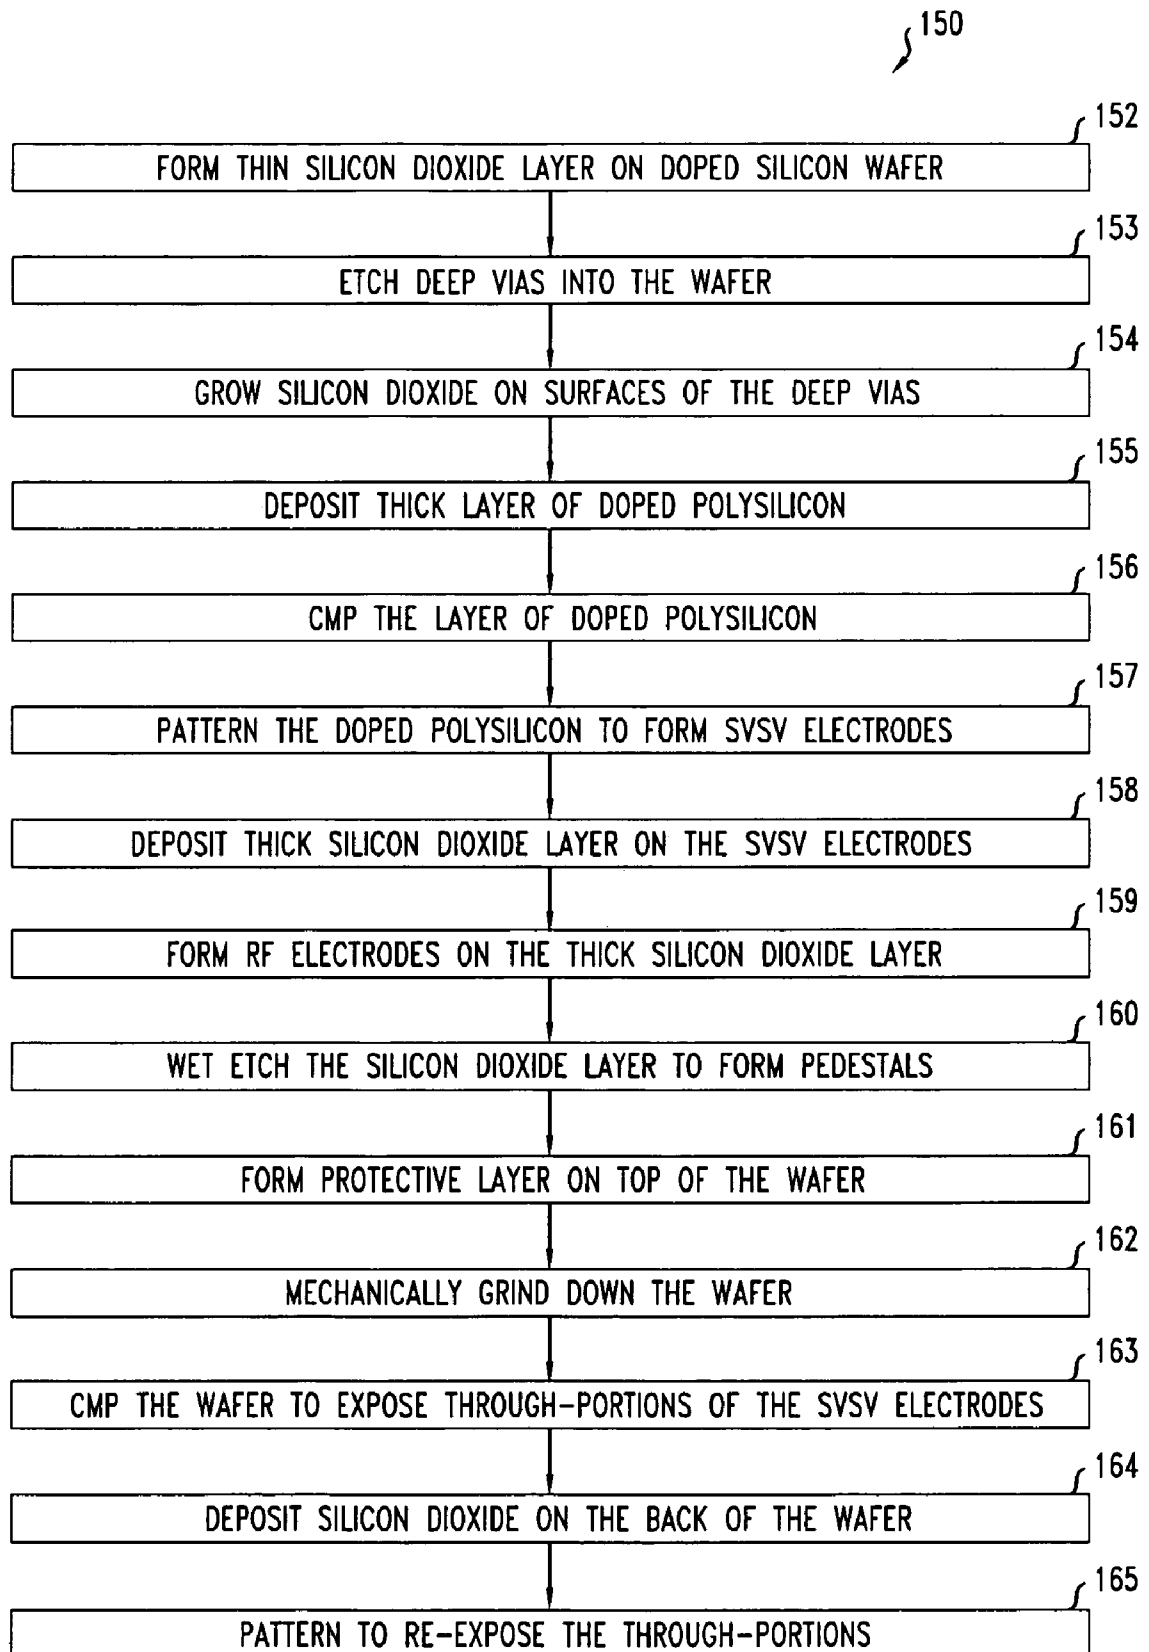 150
152
FORM THIN SILICON DIOXIDE LAYER ON DOPED SILICON WAFER
153
ETCH DEEP VIAS INTO THE WAFER
154
GROW SILICON DIOXIDE ON SURFACES OF THE DEEP VIAS
155
DEPOSIT THICK LAYER OF DOPED POLYSILICON
156
CMP THE LAYER OF DOPED POLYSILICON
157
PATTERN THE DOPED POLYSILICON TO FORM SVSV ELECTRODES
158
DEPOSIT THICK SILICON DIOXIDE LAYER ON THE SVSV ELECTRODES
159
FORM RF ELECTRODES ON THE THICK SILICON DIOXIDE LAYER
160
WET ETCH THE SILICON DIOXIDE LAYER TO FORM PEDESTALS
161
FORM PROTECTIVE LAYER ON TOP OF THE WAFER
162
MECHANICALLY GRIND DOWN THE WAFER
163
CMP THE WAFER TO EXPOSE THROUGH-PORTIONS OF THE SVSV ELECTRODES
164
DEPOSIT SILICON DIOXIDE ON THE BACK OF THE WAFER
165
PATTERN TO RE-EXPOSE THE THROUGH-PORTIONS